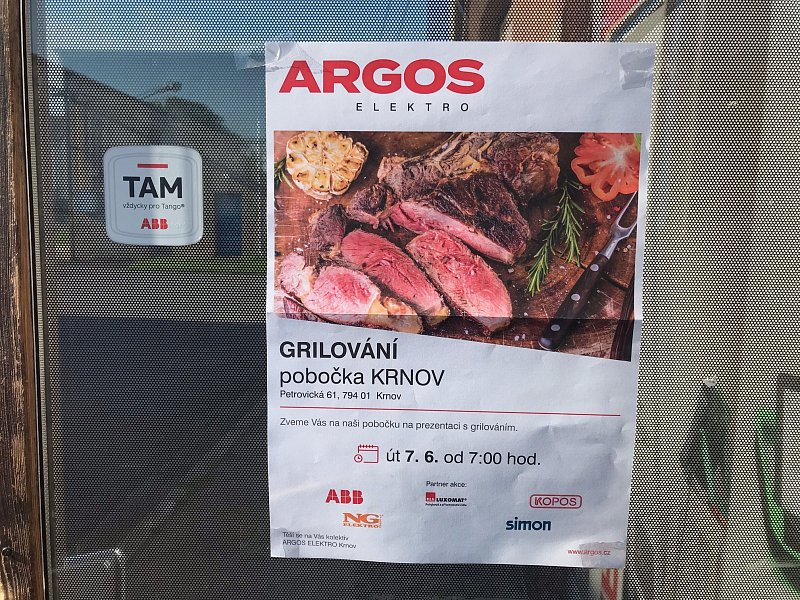 TAM
vždycky pro Tango®
ABB
ARGOS
ELEKTRO
GRILOVÁNÍ
pobočka KRNOV
Petrovická 61, 794 01 Krnov
Zveme Vás na naši pobočku na prezentaci s grilováním.
út 7. 6. od 7:00 hod.
Partner akce:
ABB
LUXOMAT®
KOPOS
NG
ELEKTRO
simon
Těší se na Vás kolektiv
ARGOS ELEKTRO Krnov
www.argos.cz